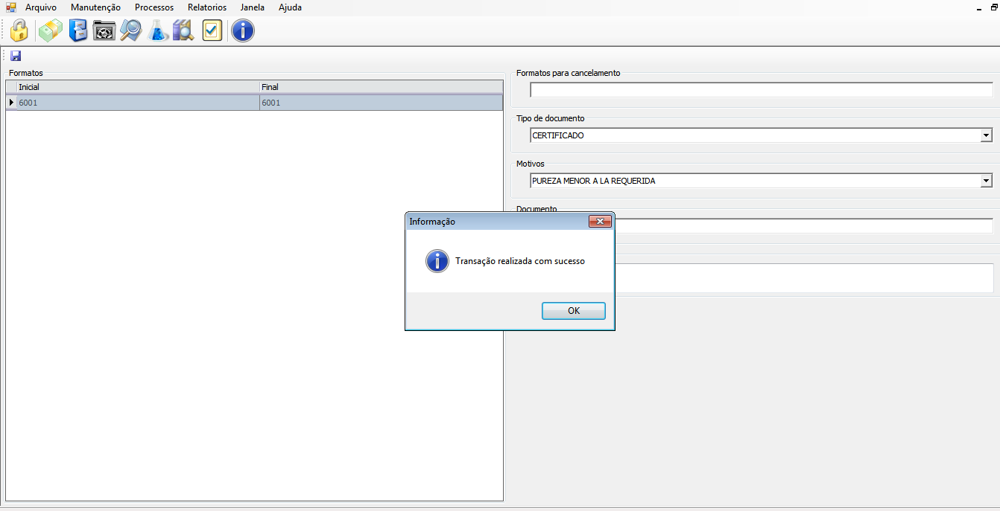 Arquivo Manutenção Processos Relatorios Janela Ajuda
Formatos
Inicial Final
6001 6001
Formatos para cancelamento
Tipo de documento
CERTIFICADO
Motivos
PUREZA MENOR A LA REQUERIDA
Documento
Informação
Transação realizada com sucesso
OK